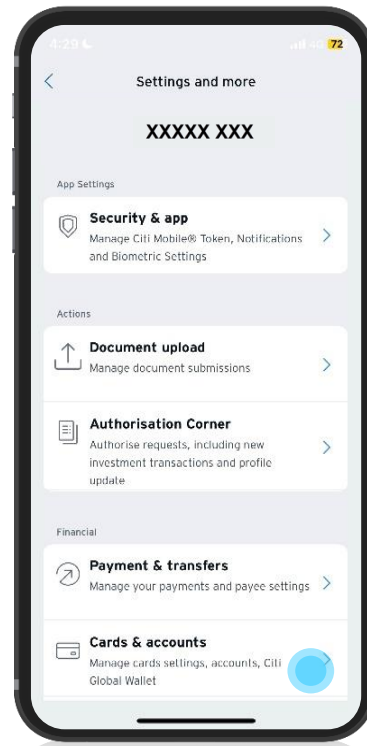 4:29
4G 72
Settings and more
XXXXX XXX
App Settings
Security & app
Manage Citi Mobile® Token, Notifications
and Biometric Settings
Actions
Document upload
Manage document submissions
Authorisation Corner
Authorise requests, including new
investment transactions and profile
update
Financial
Payment & transfers
Manage your payments and payee settings
Cards & accounts
Manage cards settings, accounts, Citi
Global Wallet